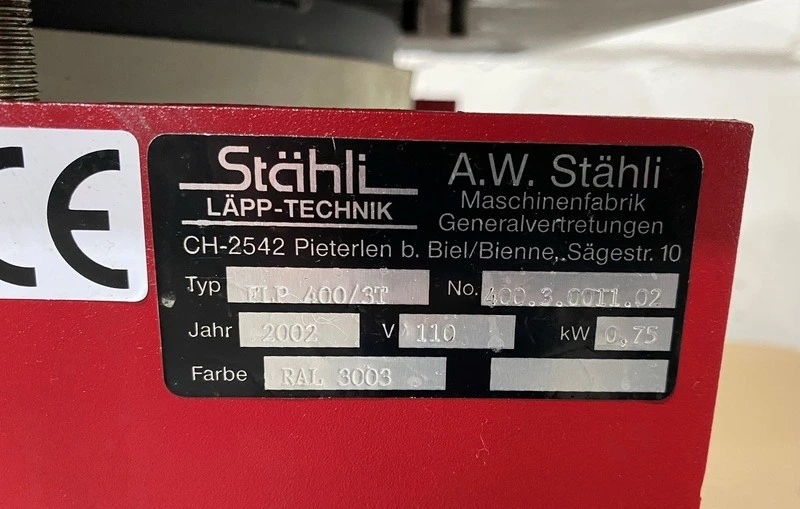 CE
Stähli
LÄPP-TECHNIK
A.W. Stähli
Maschinenfabrik
Generalvertretungen
CH-2542 Pieterlen b. Biel/Bienne, Sägestr. 10
Typ FLP 400/3T No. 400.3.0011.02
Jahr 2002 V 110 kW 0,75
Farbe RAL 3003